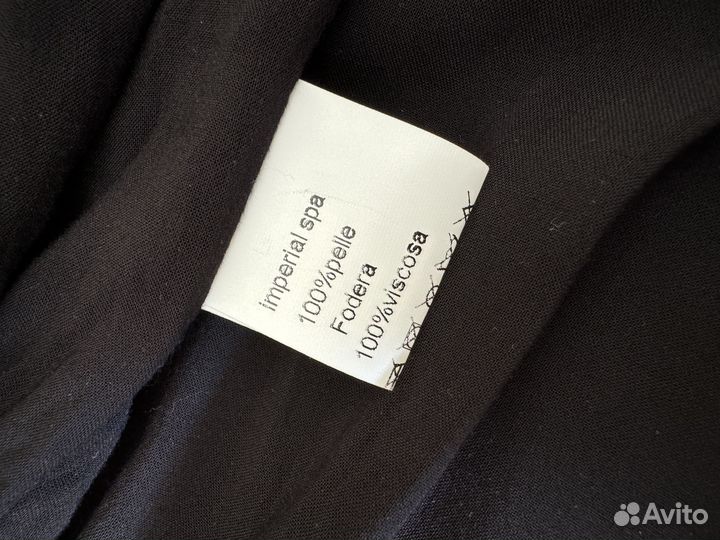 imperial spa
100%pelle
Fodera
100%viscosa
Avito